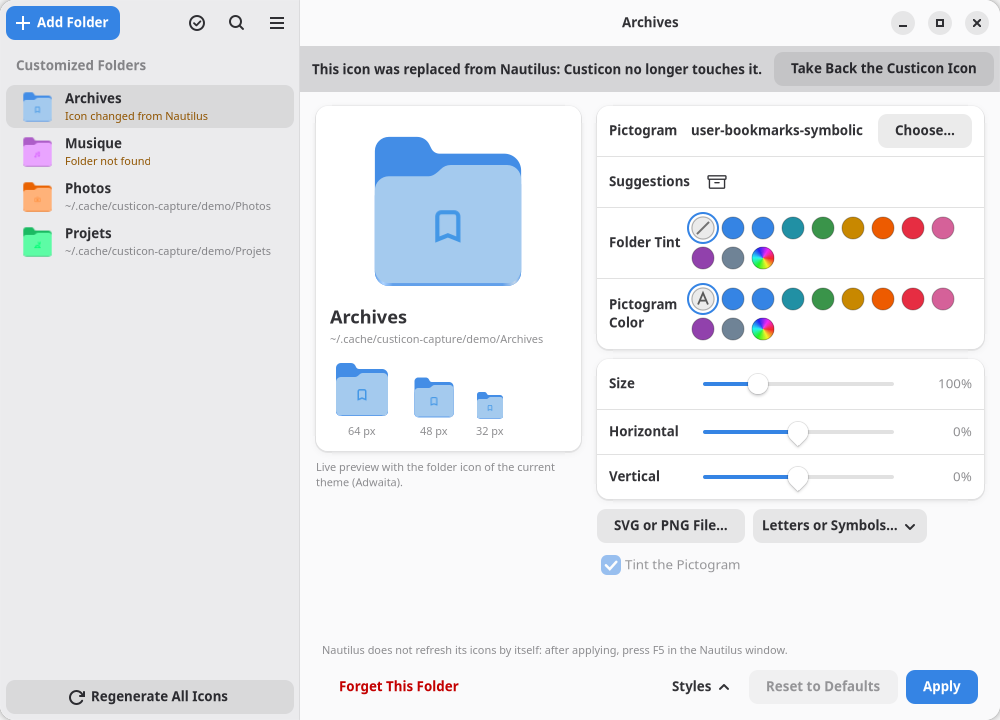 Add Folder
Customized Folders
Archives
Icon changed from Nautilus
Musique
Folder not found
Photos
~/.cache/custicon-capture/demo/Photos
Projets
~/.cache/custicon-capture/demo/Projets
Regenerate All Icons
Archives
This icon was replaced from Nautilus: Custicon no longer touches it.
Take Back the Custicon Icon
Archives
~/.cache/custicon-capture/demo/Archives
64 px
48 px
32 px
Live preview with the folder icon of the current
theme (Adwaita).
Pictogram
user-bookmarks-symbolic
Choose...
Suggestions
Folder Tint
Pictogram
Color
A
Size
100%
Horizontal
0%
Vertical
0%
SVG or PNG File...
Letters or Symbols...
Tint the Pictogram
Nautilus does not refresh its icons by itself: after applying, press F5 in the Nautilus window.
Forget This Folder
Styles
Reset to Defaults
Apply